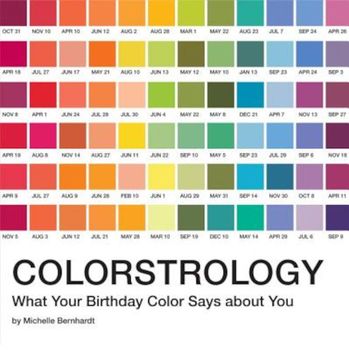 OCT 31 NOV 10 APR 10 JUN 12 AUG 2 AUG 28 MAR 1 MAY 22 AUG 20 JUL 7 SEP 24 APR 26
APR 18 JUL 27 JUN 17 MAY 21 AUG 10 JUN 13 MAY 12 MAY 10 JAN 13 SEP 23 APR 24 SEP 3
NOV 8 APR 1 JAN 24 JUN 28 JUL 30 JUN 4 MAY 2 MAY 8 DEC 21 APR 7 NOV 13 SEP 27
APR 19 AUG 8 NOV 14 NOV 27 JUN 11 JUN 22 SEP 10 MAY 5 SEP 23 JUL 29 SEP 6 NOV 18
APR 5 JUL 27 AUG 5 JUN 26 FEB 10 JUN 1 AUG 29 MAY 31 SEP 14 NOV 30 OCT 8 APR 11
NOV 5 AUG 3 JUN 12 JUL 21 MAY 28 MAR 10 SEP 19 DEC 10 MAY 14 AUG 29 JUL 6 SEP 9
COLORSTROLOGY
What Your Birthday Color Says about You
by Michelle Bernhardt